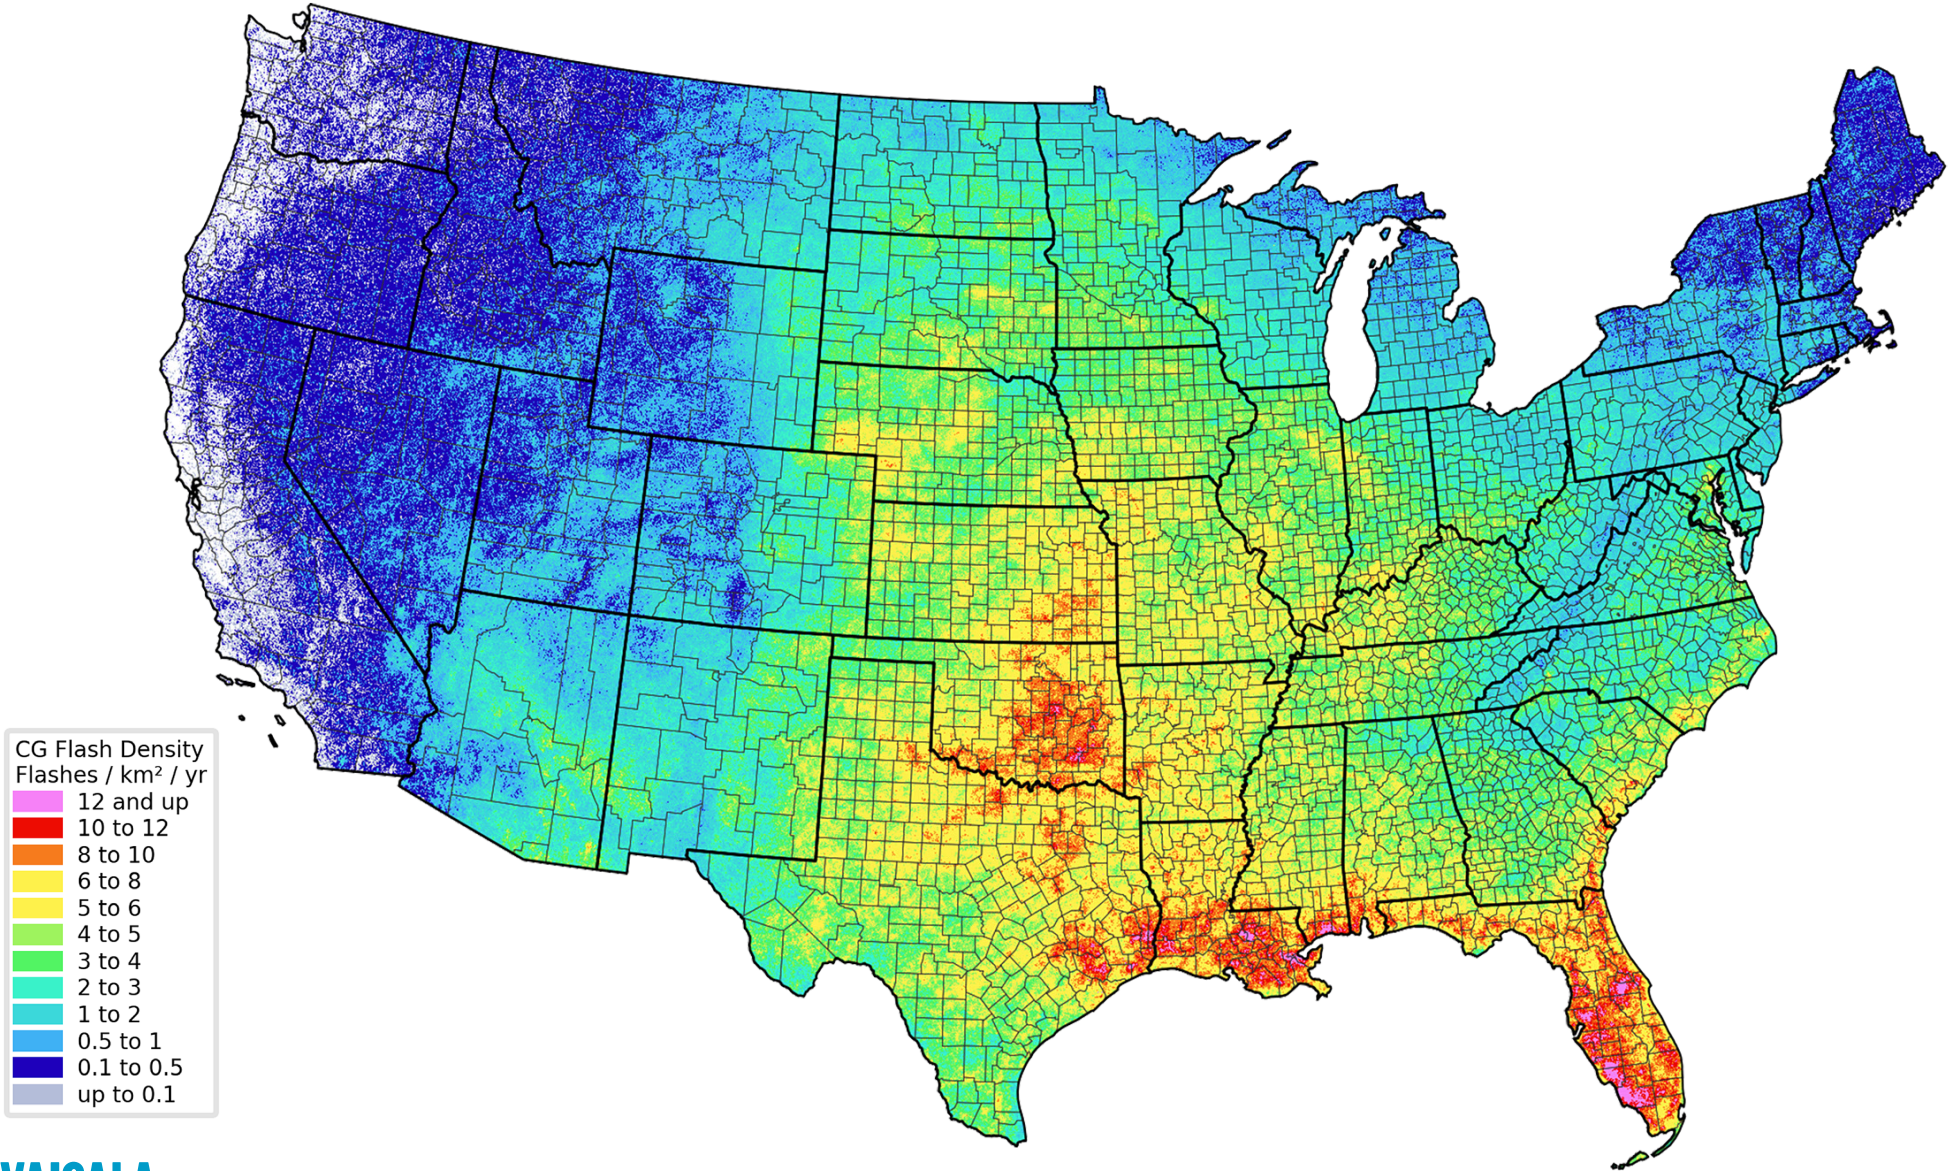 CG Flash Density
Flashes / km² / yr
12 and up
10 to 12
8 to 10
6 to 8
5 to 6
4 to 5
3 to 4
2 to 3
1 to 2
0.5 to 1
0.1 to 0.5
up to 0.1
VAISALA